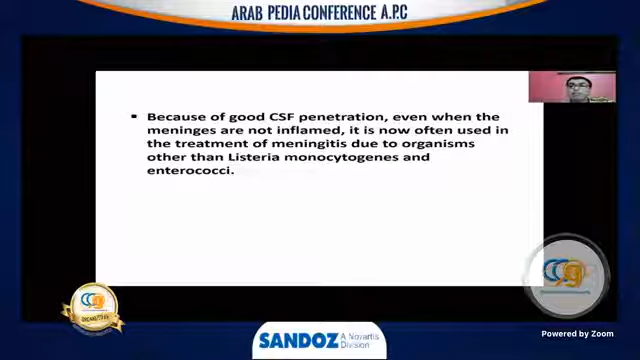 ARAB PEDIA CONFERENCE A.P.C
▪ Because of good CSF penetration, even when the
meninges are not inflamed, it is now often used in
the treatment of meningitis due to organisms
other than Listeria monocytogenes and
enterococci.
SANDOZ A Novartis
Division
Powered by Zoom